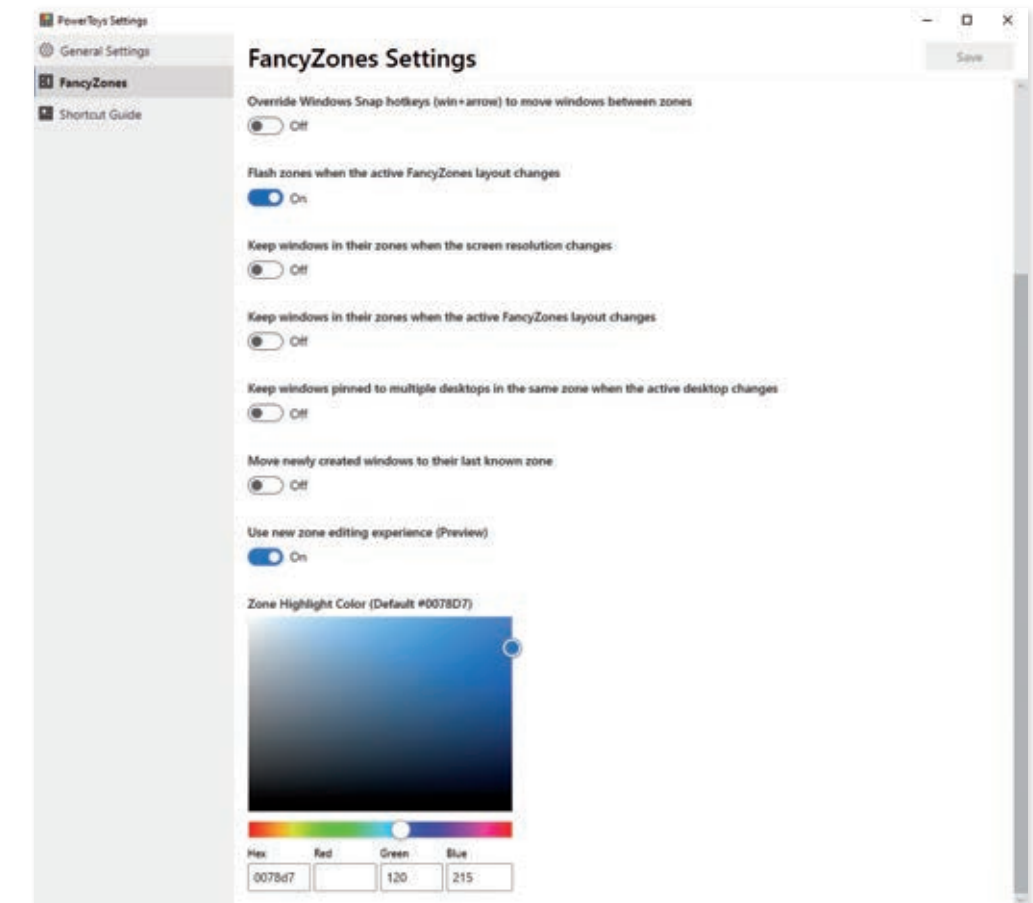 PowerToys Settings
General Settings
FancyZones
Shortcut Guide
FancyZones Settings
Save
Override Windows Snap hotkeys (win+arrow) to move windows between zones
Off
Flash zones when the active FancyZones layout changes
On
Keep windows in their zones when the screen resolution changes
Off
Keep windows in their zones when the active FancyZones layout changes
Off
Keep windows pinned to multiple desktops in the same zone when the active desktop changes
Off
Move newly created windows to their last known zone
Off
Use new zone editing experience (Preview)
On
Zone Highlight Color (Default #0078D7)
Hex Red Green Blue
0078d7 120 215